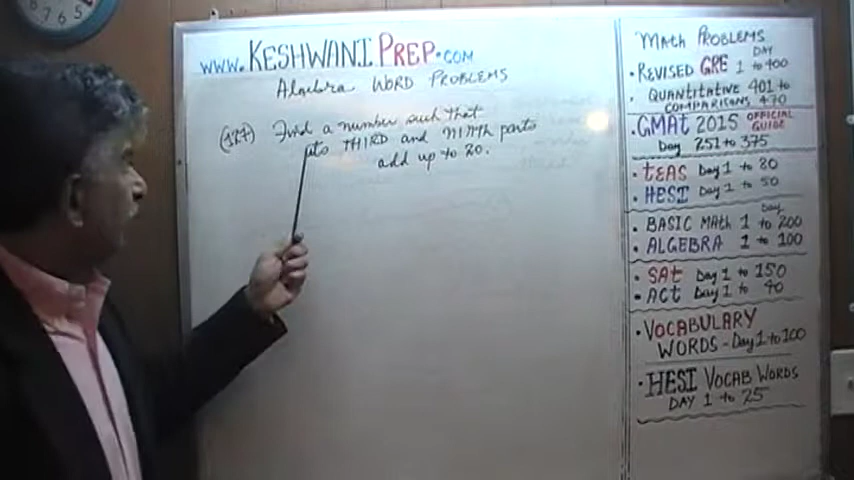 7 6 5
www.KESHWANIPREP.COM
Algebra WORD PROBLEMS
Find a number such that
its THIRD and NINTH parts
add up to 20.
MATH PROBLEMS
• REVISED GRE DAY 1 to 400
• QUANTITATIVE 401 to
COMPARISONS 470
• GMAT 2015 OFFICIAL GUIDE
Day 251 to 375
• TEAS Day 1 to 80
• HESI Day 1 to 50
Day
• BASIC MATH 1 to 200
• ALGEBRA 1 to 100
• SAT Day 1 to 150
• ACT Day 1 to 40
• VOCABULARY
WORDS - Day 1 to 100
• HESI VOCAB WORDS
DAY 1 to 25